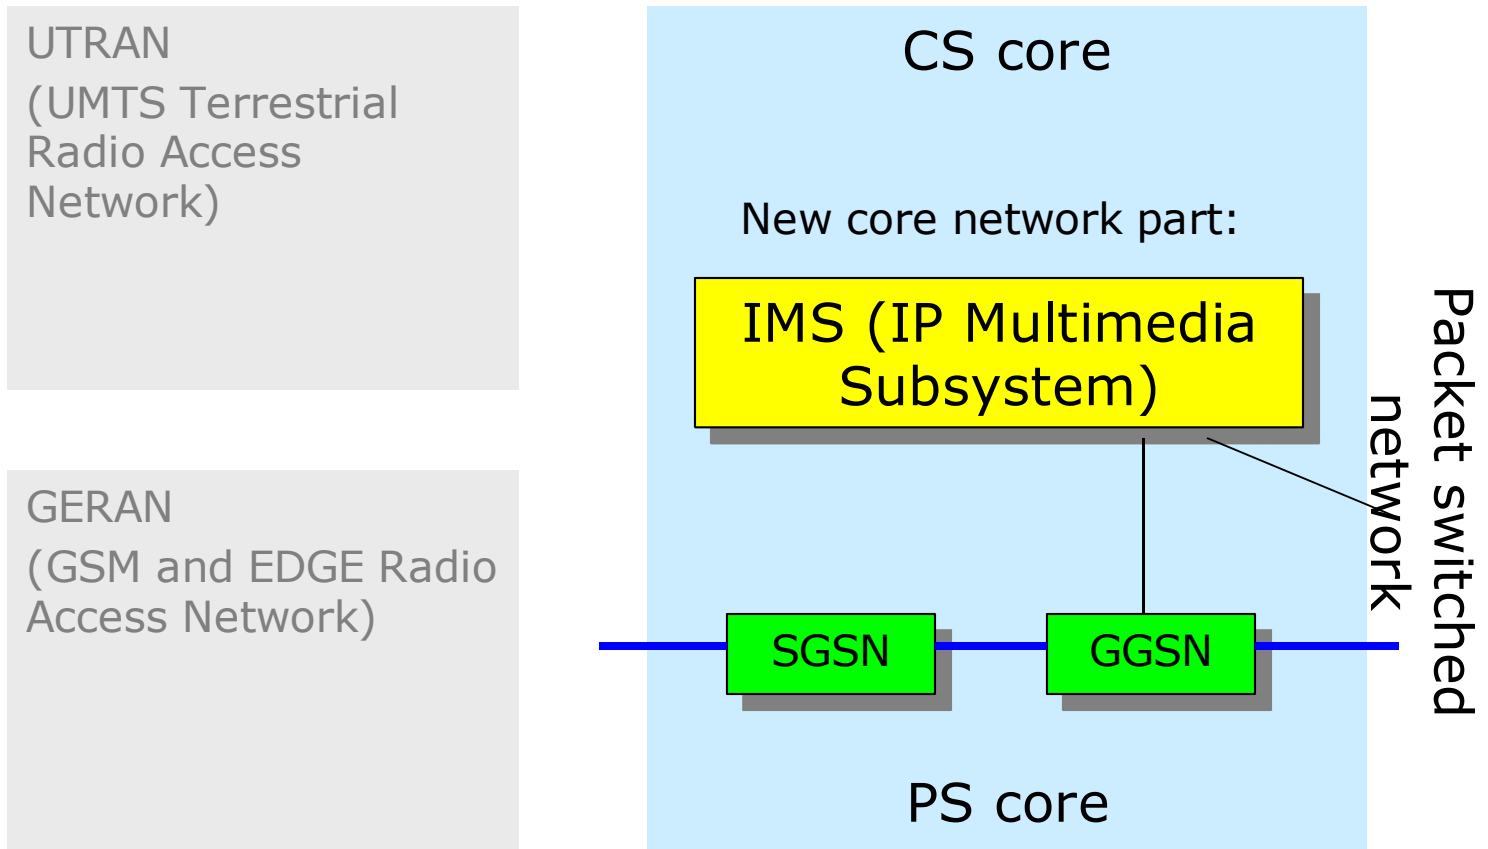 UTRAN
(UMTS Terrestrial
Radio Access
Network)
GERAN
(GSM and EDGE Radio
Access Network)
CS core
New core network part:
IMS (IP Multimedia
Subsystem)
SGSN
GGSN
PS core
Packet switched
network